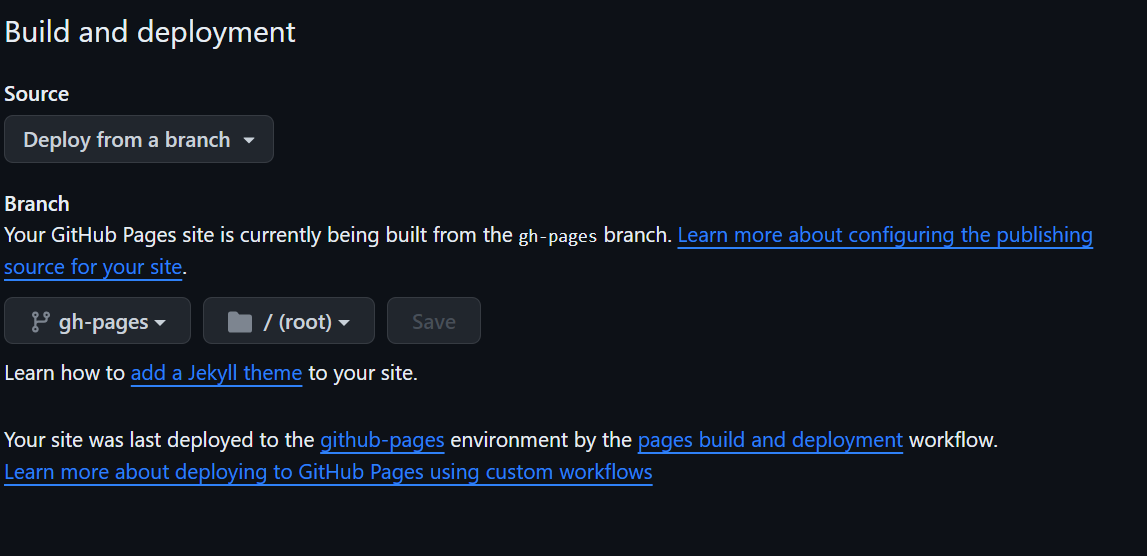 Build and deployment
Source
Deploy from a branch
Branch
Your GitHub Pages site is currently being built from the gh-pages branch. Learn more about configuring the publishing
source for your site.
gh-pages / (root) Save
Learn how to add a Jekyll theme to your site.
Your site was last deployed to the github-pages environment by the pages build and deployment workflow.
Learn more about deploying to GitHub Pages using custom workflows